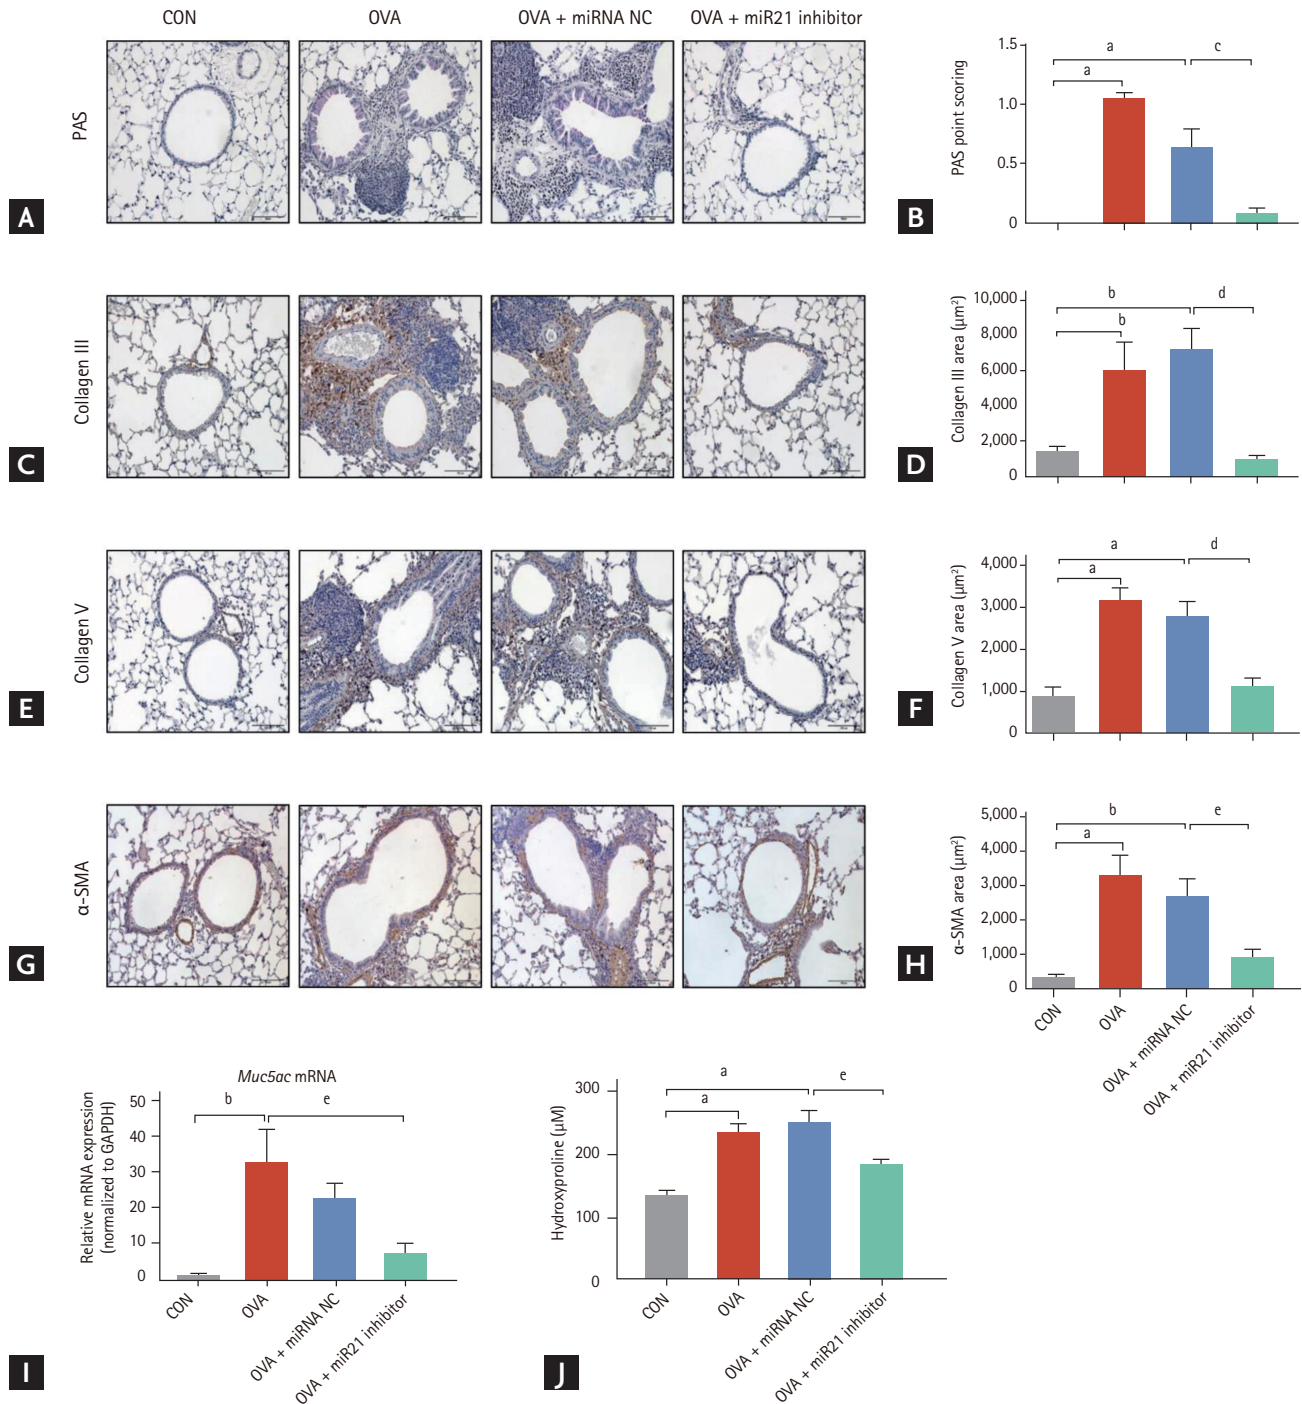 CON OVA OVA + miRNA NC OVA + miR21 inhibitor
PAS
A
PAS point scoring
1.5
1.0
0.5
0
a
a
c
B
Collagen III
C
Collagen III area (μm²)
10,000
8,000
6,000
4,000
2,000
0
b
b
d
D
Collagen V
E
Collagen V area (μm²)
4,000
3,000
2,000
1,000
0
a
a
d
F
α-SMA
G
α-SMA area (μm²)
5,000
4,000
3,000
2,000
1,000
0
b
a
e
H
CON
OVA
OVA + miRNA NC
OVA + miR21 inhibitor
Muc5ac mRNA
Relative mRNA expression
(normalized to GAPDH)
50
40
30
20
10
0
b
e
CON
OVA
OVA + miRNA NC
OVA + miR21 inhibitor
I
Hydroxyproline (μM)
300
200
100
0
a
a
e
CON
OVA
OVA + miRNA NC
OVA + miR21 inhibitor
J